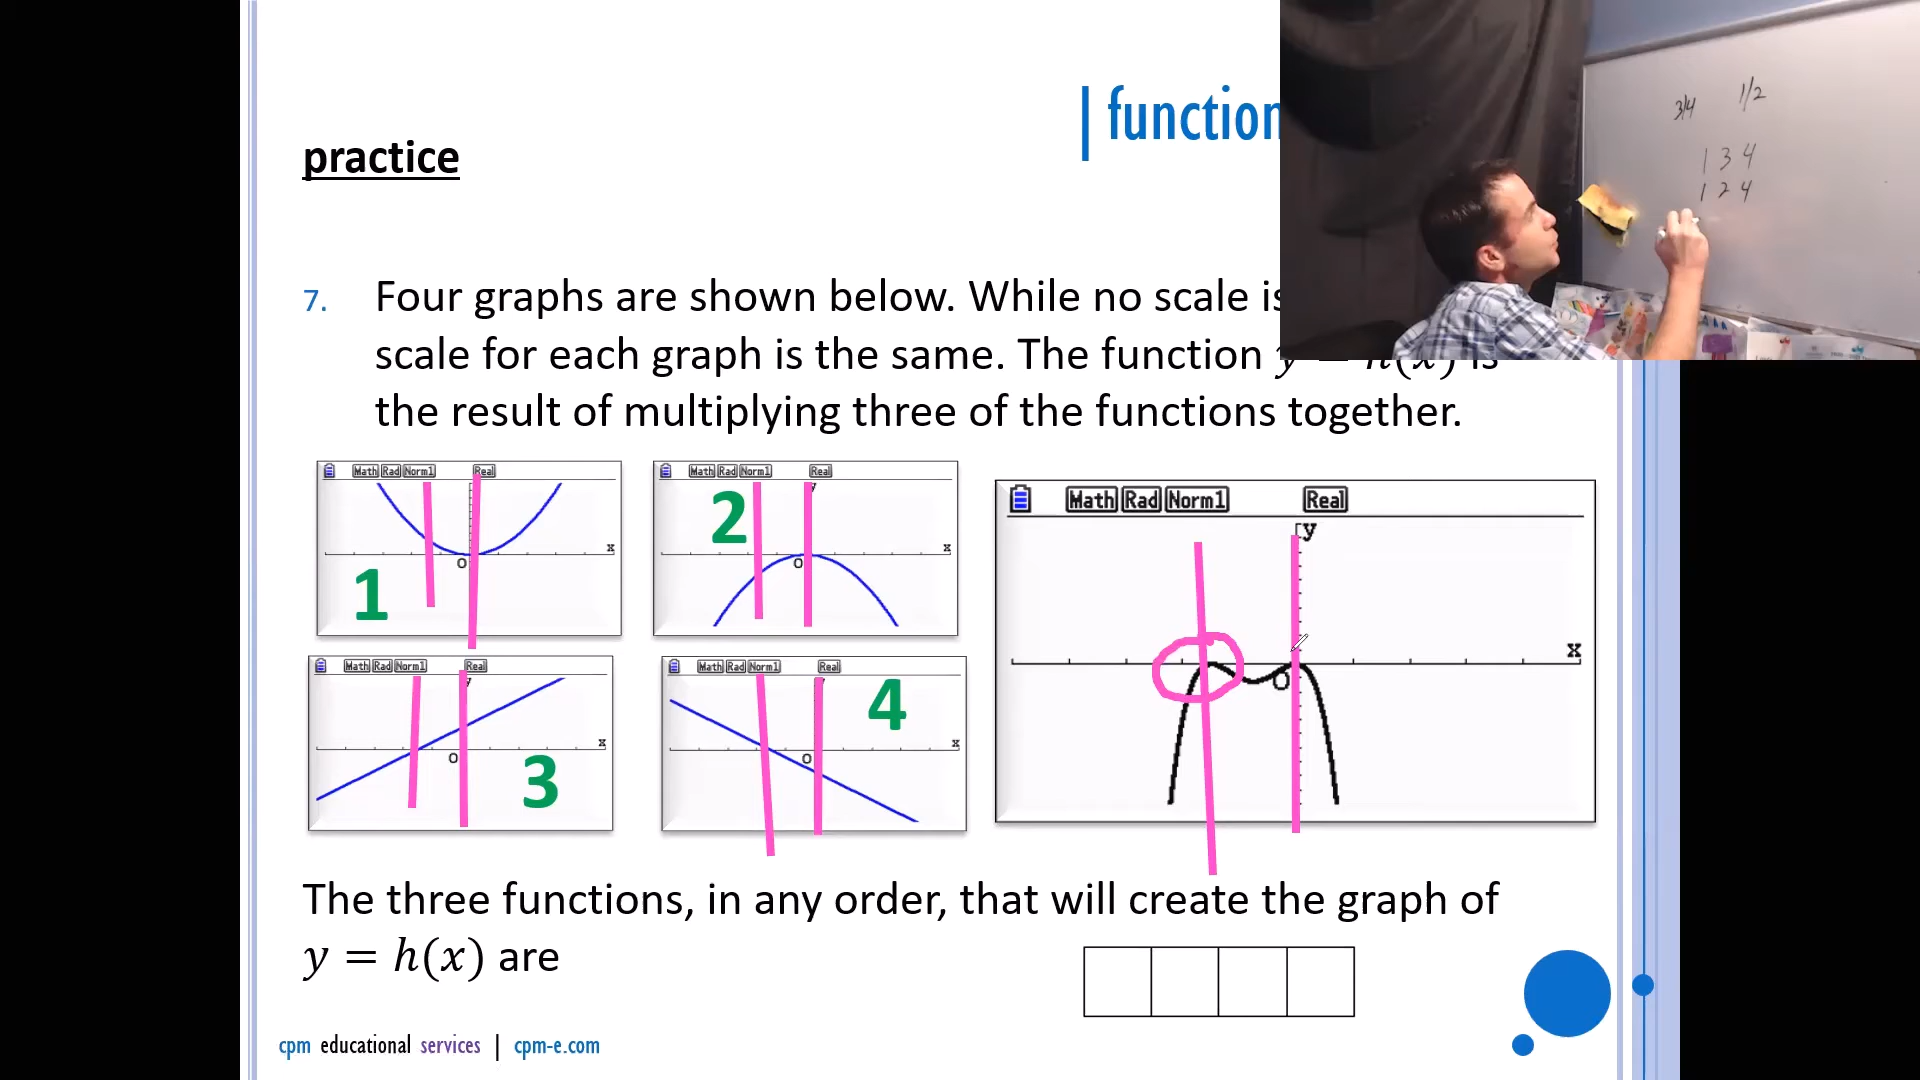 | function
practice
3/4 1/2
1 3 4
1 2 4
7. Four graphs are shown below. While no scale is
scale for each graph is the same. The function y = h(x) is
the result of multiplying three of the functions together.
Math Rad Norm1 Real
x
O
1
Math Rad Norm1 Real
y
2
x
O
Math Rad Norm1 Real
y
x
O
3
Math Rad Norm1 Real
y
4
x
O
Math Rad Norm1 Real
y
x
O
The three functions, in any order, that will create the graph of
y = h(x) are
cpm educational services | cpm-e.com